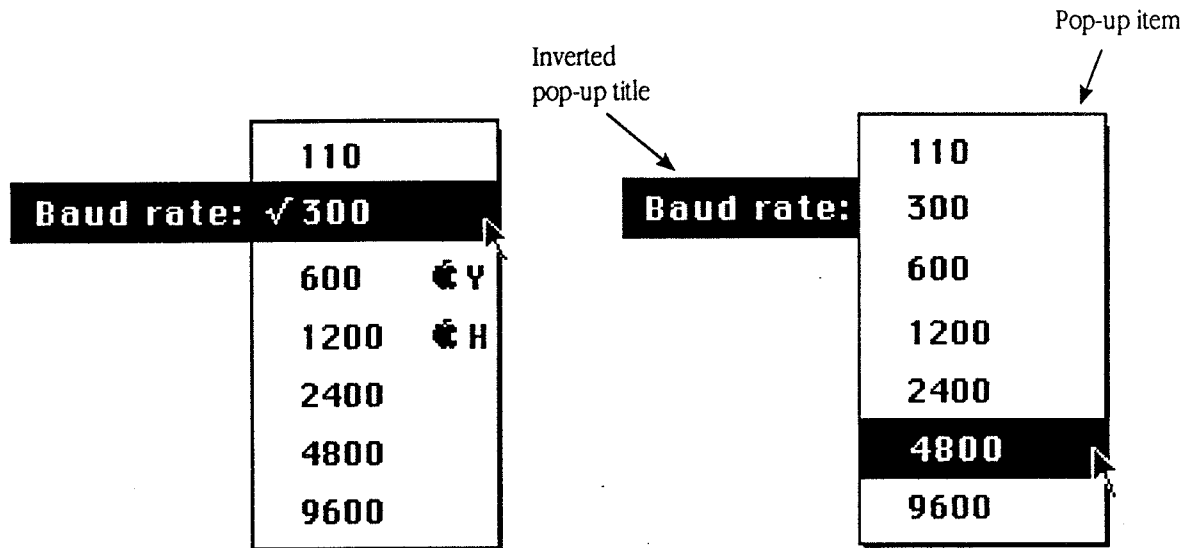 Pop-up item
Inverted
pop-up title
110
Baud rate: √ 300
600 Y
1200 H
2400
4800
9600
110
Baud rate: 300
600
1200
2400
4800
9600